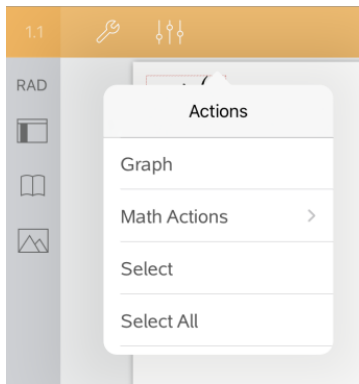 1.1
RAD
Actions
Graph
Math Actions
Select
Select All